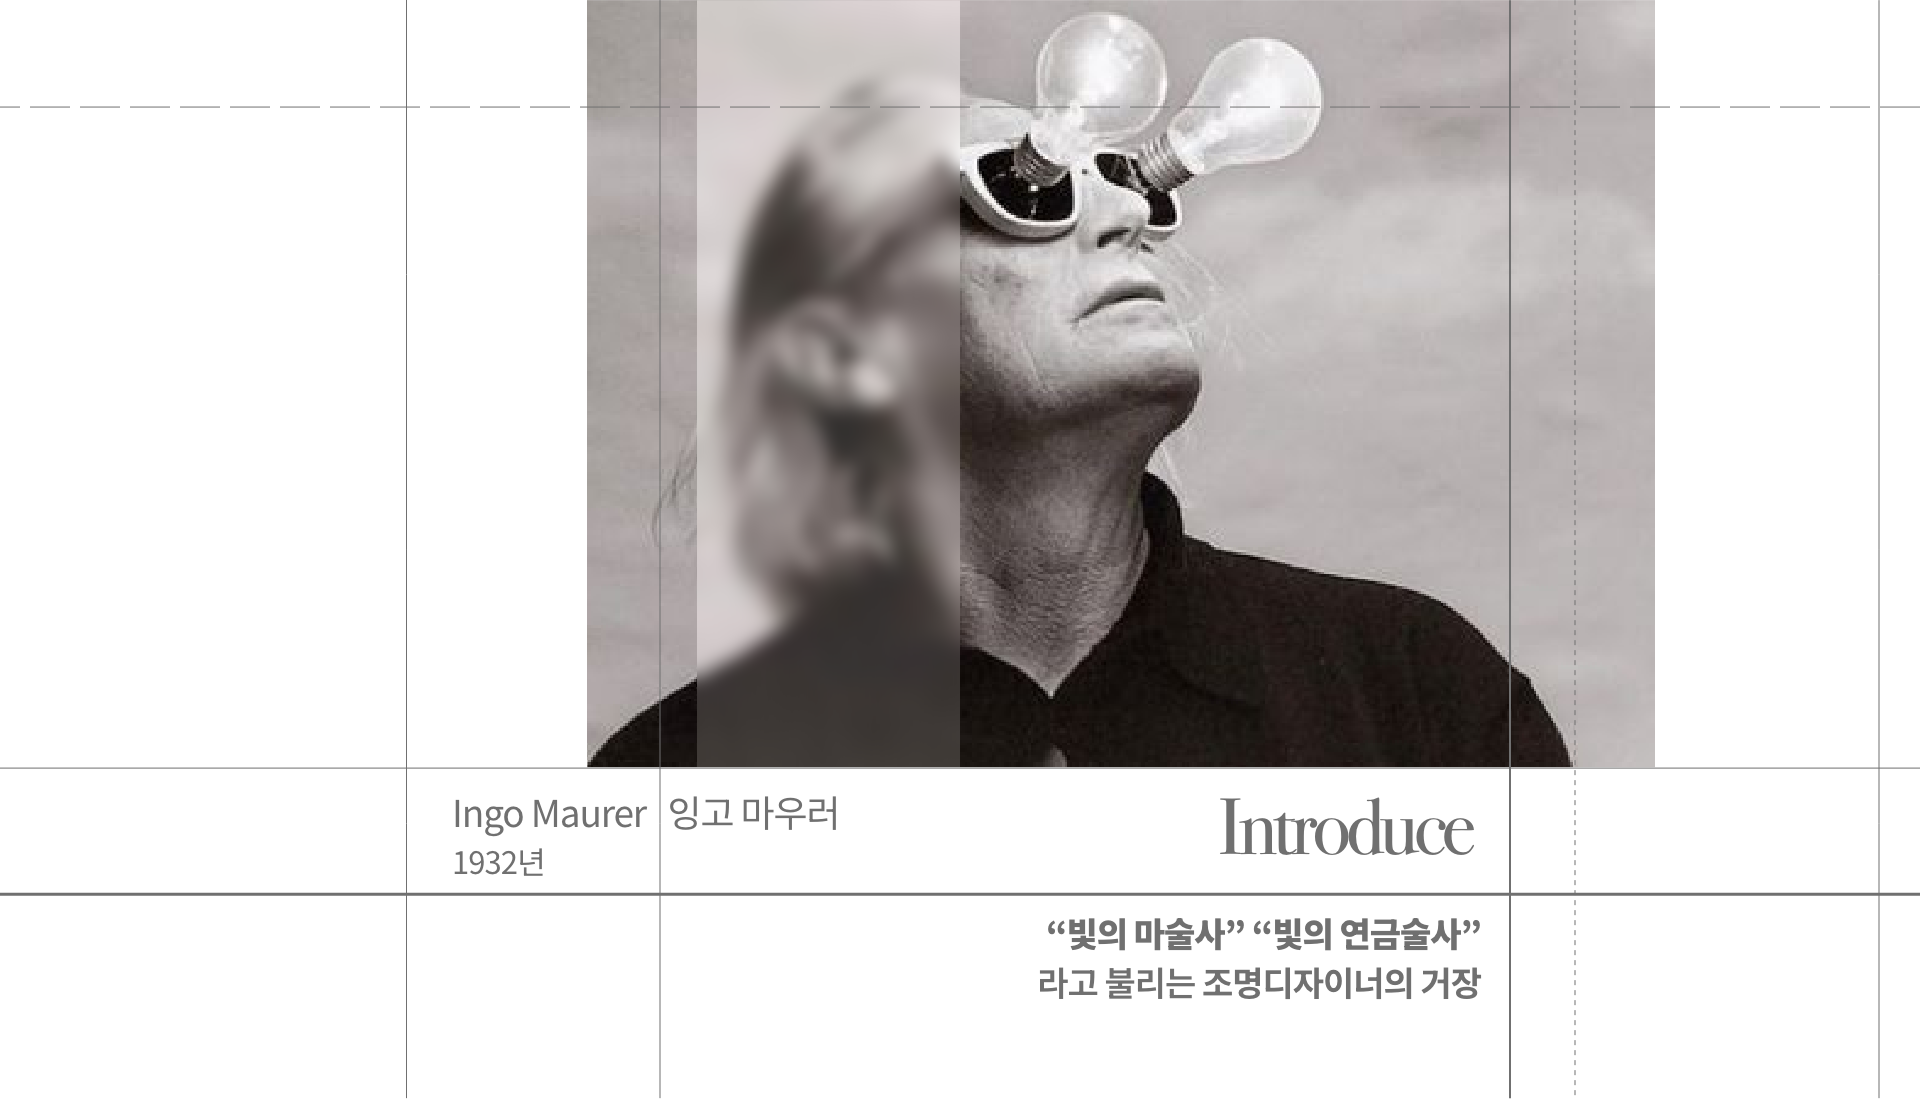 Ingo Maurer 잉고 마우러
1932년
Introduce
“빛의 마술사” “빛의 연금술사”
라고 불리는 조명디자이너의 거장